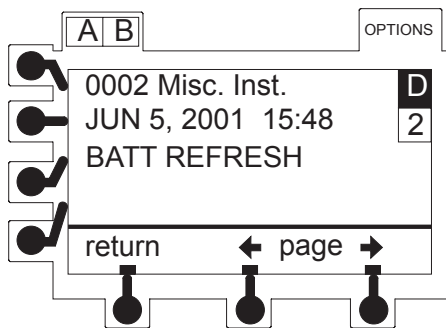 A B
OPTIONS
0002 Misc. Inst.
D
JUN 5, 2001 15:48
2
BATT REFRESH
return ← page →